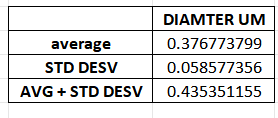 DIAMTER UM
average 0.376773799
STD DESV 0.058577356
AVG + STD DESV 0.435351155